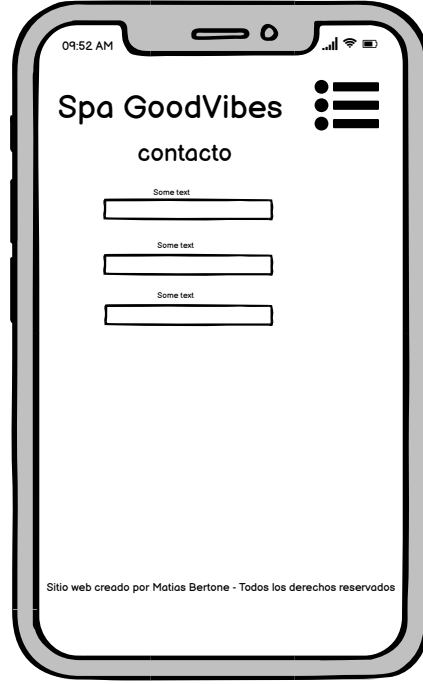 09:52 AM
Spa GoodVibes
contacto
Some text
Some text
Some text
Sitio web creado por Matias Bertone - Todos los derechos reservados